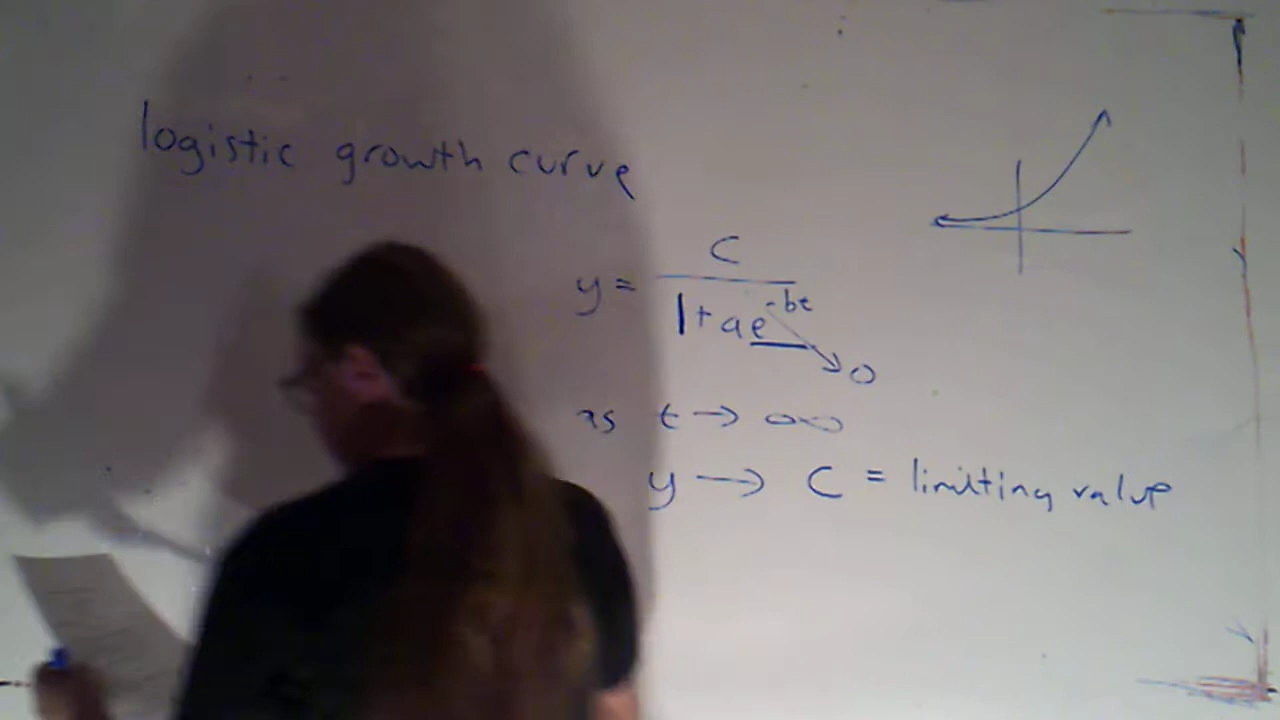 logistic growth curve
y = C / 1 + ae^-bt
→ 0
as t → ∞
y → C = limiting value